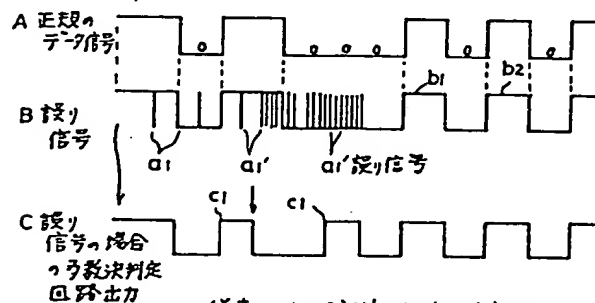 A 正規の
データ信号
o o o o o o
b1 b2
B 誤り
信号
a1 a1' a1'誤り信号
C 誤り
信号の場合
の多数決判定
回路出力
c1 c1